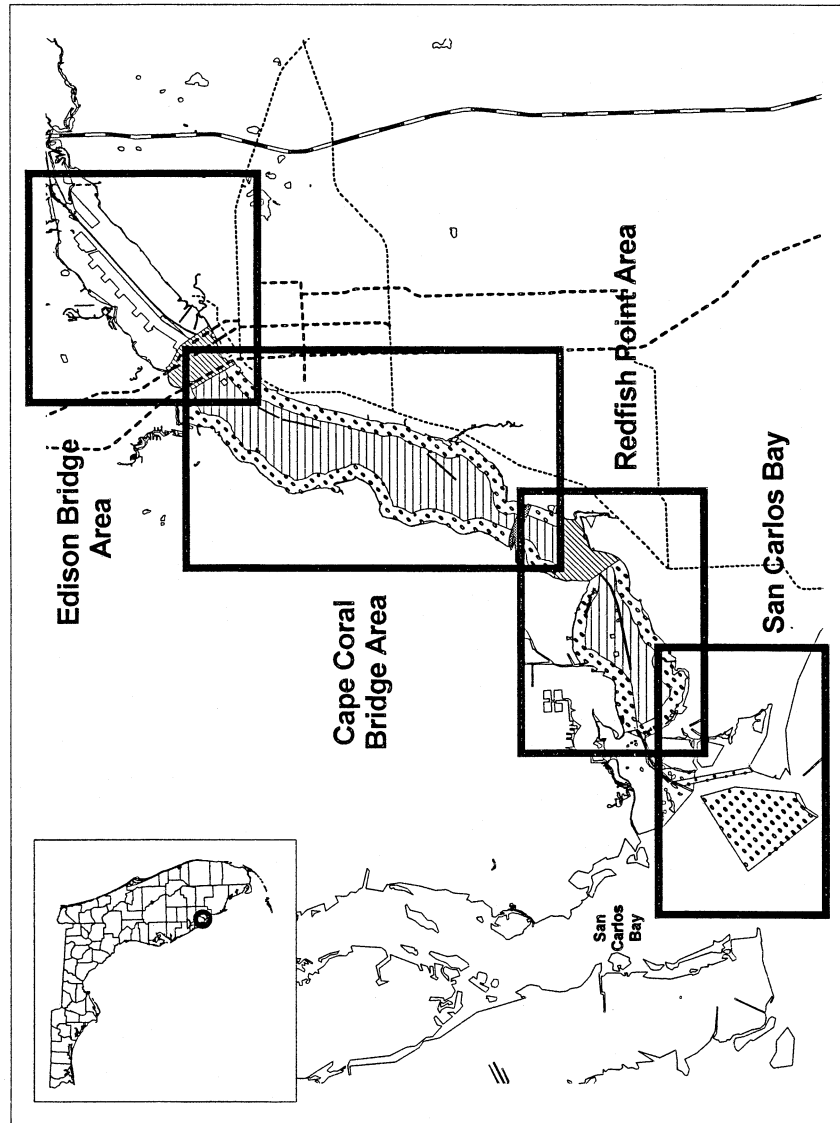 Edison Bridge
Area
Cape Coral
Bridge Area
Redfish Point Area
San Carlos Bay
San
Carlos
Bay